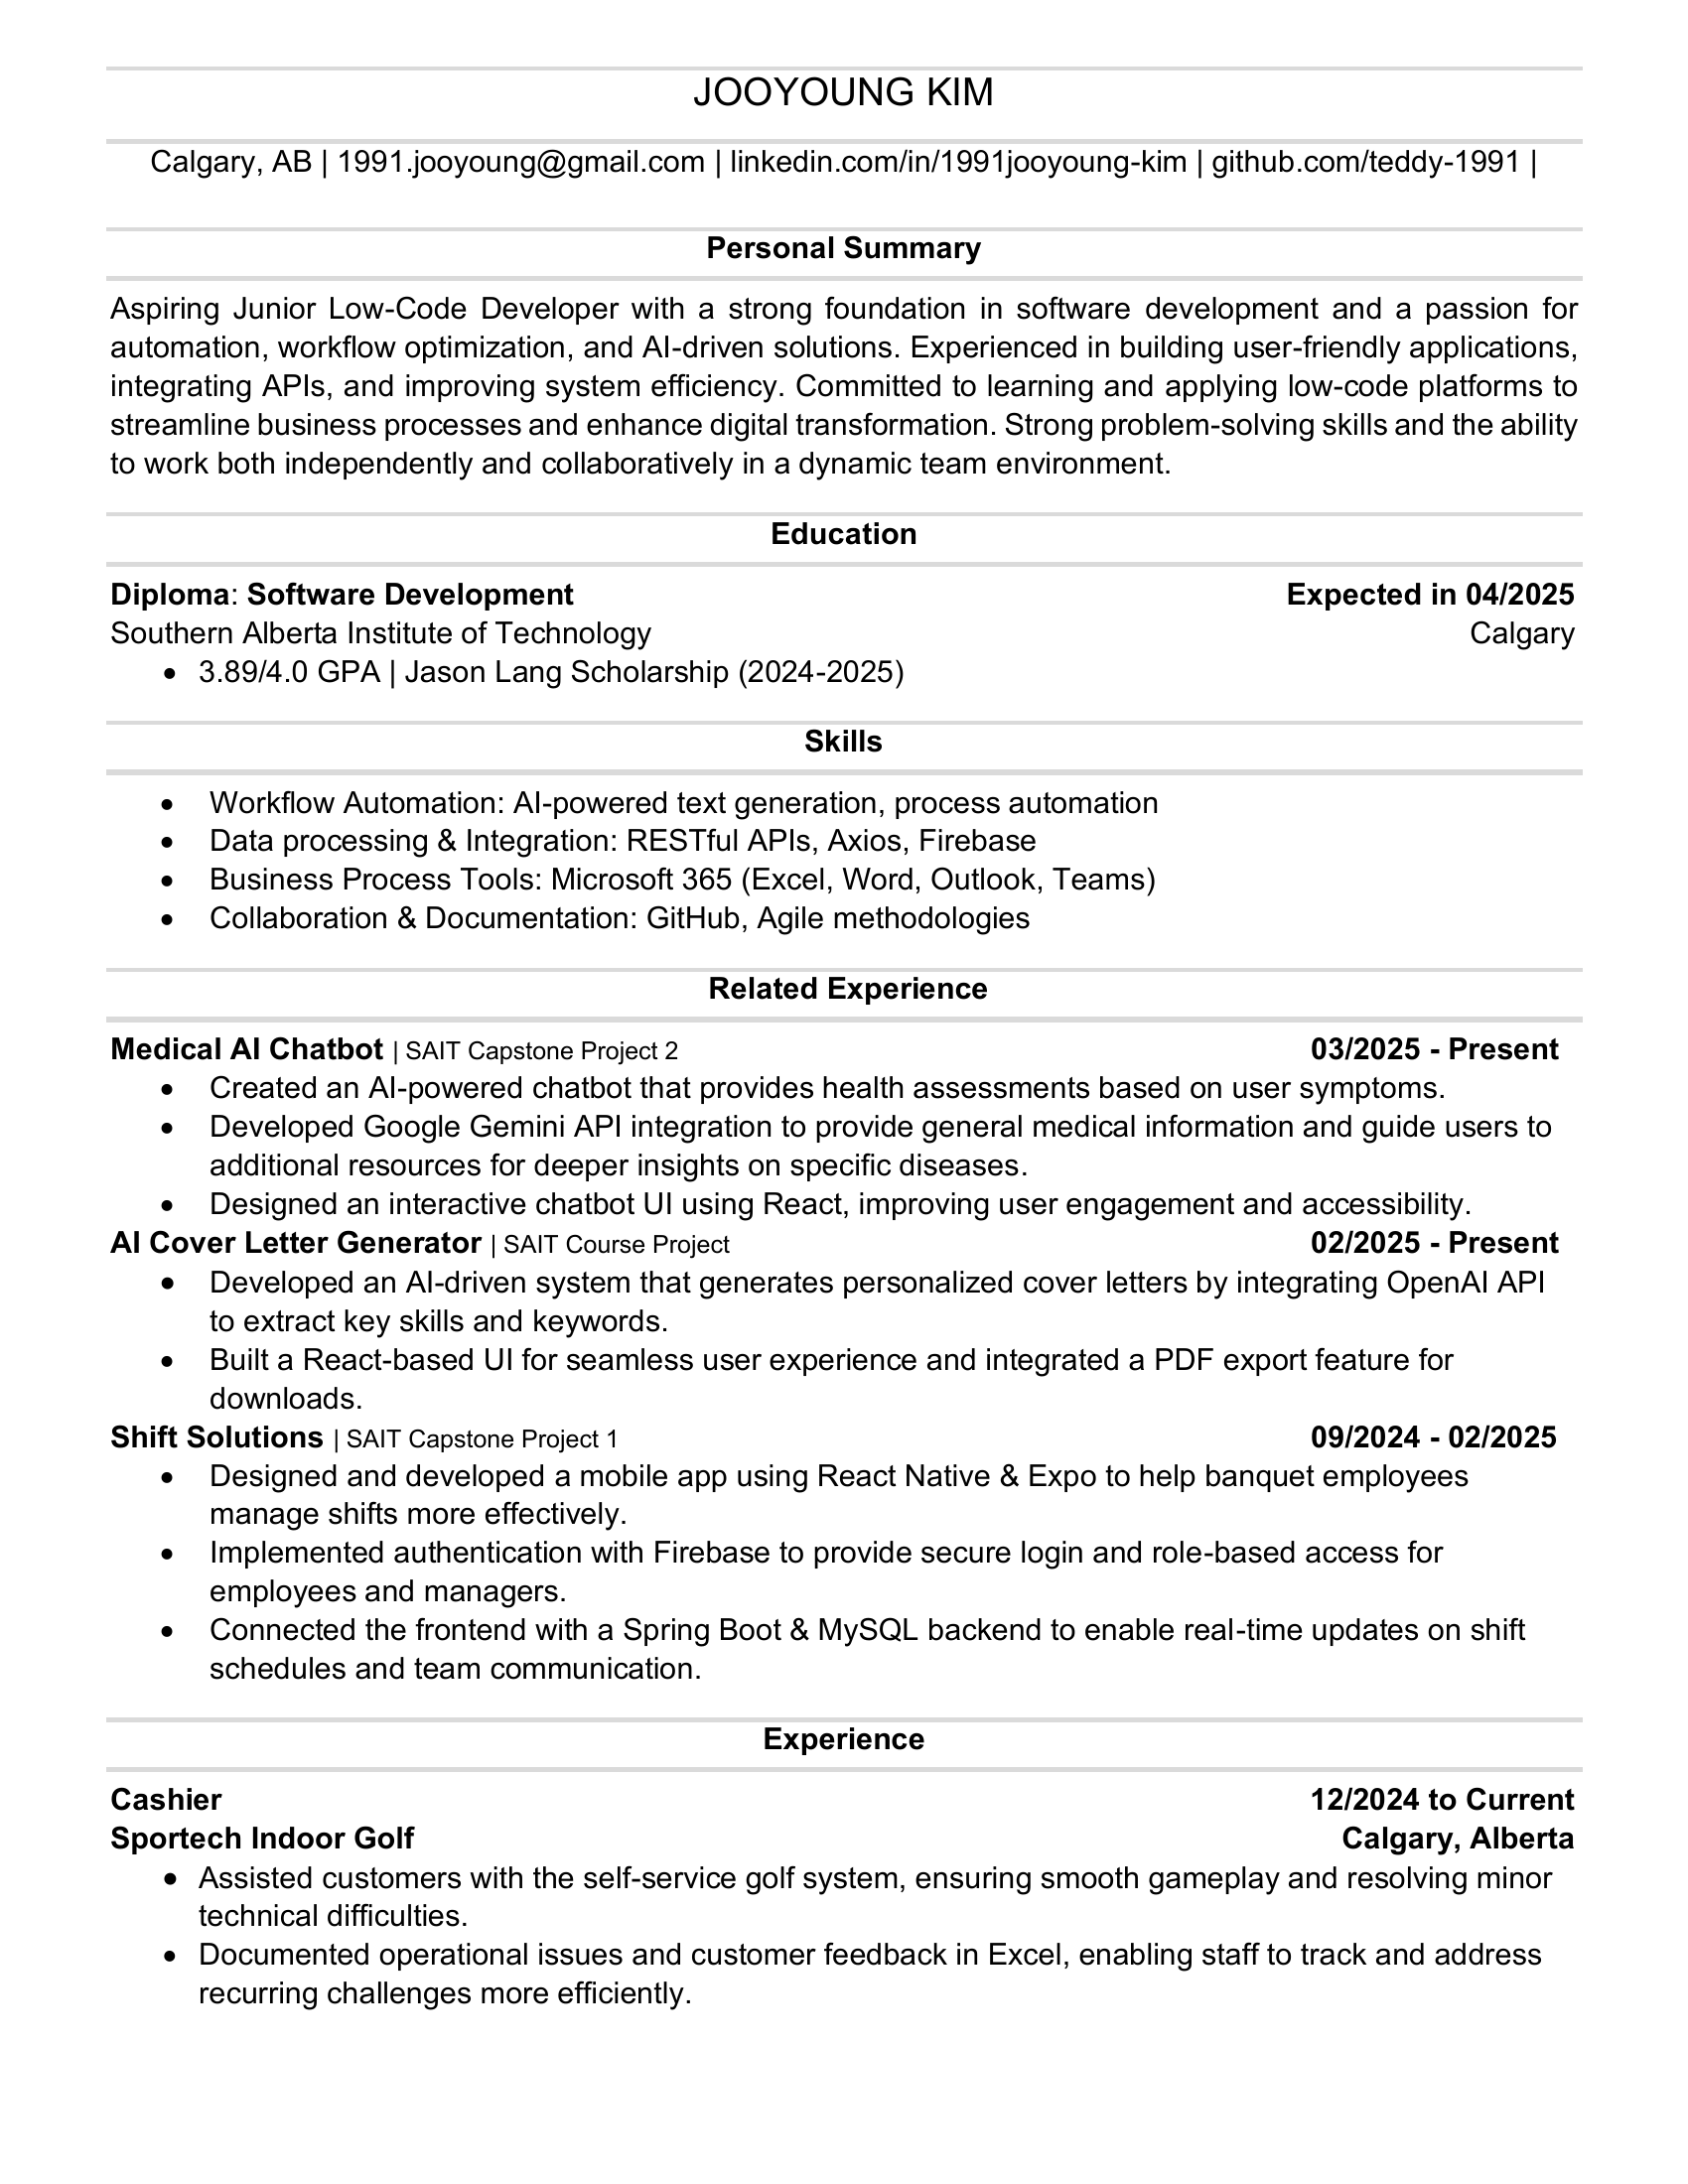 JOOYOUNG KIM
Calgary, AB | 1991.jooyoung@gmail.com | linkedin.com/in/1991jooyoung-kim | github.com/teddy-1991 |
Personal Summary
Aspiring Junior Low-Code Developer with a strong foundation in software development and a passion for
automation, workflow optimization, and AI-driven solutions. Experienced in building user-friendly applications,
integrating APIs, and improving system efficiency. Committed to learning and applying low-code platforms to
streamline business processes and enhance digital transformation. Strong problem-solving skills and the ability
to work both independently and collaboratively in a dynamic team environment.
Education
Diploma: Software Development Expected in 04/2025
Southern Alberta Institute of Technology Calgary
• 3.89/4.0 GPA | Jason Lang Scholarship (2024-2025)
Skills
• Workflow Automation: AI-powered text generation, process automation
• Data processing & Integration: RESTful APIs, Axios, Firebase
• Business Process Tools: Microsoft 365 (Excel, Word, Outlook, Teams)
• Collaboration & Documentation: GitHub, Agile methodologies
Related Experience
Medical AI Chatbot | SAIT Capstone Project 2 03/2025 - Present
• Created an AI-powered chatbot that provides health assessments based on user symptoms.
• Developed Google Gemini API integration to provide general medical information and guide users to
additional resources for deeper insights on specific diseases.
• Designed an interactive chatbot UI using React, improving user engagement and accessibility.
AI Cover Letter Generator | SAIT Course Project 02/2025 - Present
• Developed an AI-driven system that generates personalized cover letters by integrating OpenAI API
to extract key skills and keywords.
• Built a React-based UI for seamless user experience and integrated a PDF export feature for
downloads.
Shift Solutions | SAIT Capstone Project 1 09/2024 - 02/2025
• Designed and developed a mobile app using React Native & Expo to help banquet employees
manage shifts more effectively.
• Implemented authentication with Firebase to provide secure login and role-based access for
employees and managers.
• Connected the frontend with a Spring Boot & MySQL backend to enable real-time updates on shift
schedules and team communication.
Experience
Cashier 12/2024 to Current
Sportech Indoor Golf Calgary, Alberta
• Assisted customers with the self-service golf system, ensuring smooth gameplay and resolving minor
technical difficulties.
• Documented operational issues and customer feedback in Excel, enabling staff to track and address
recurring challenges more efficiently.